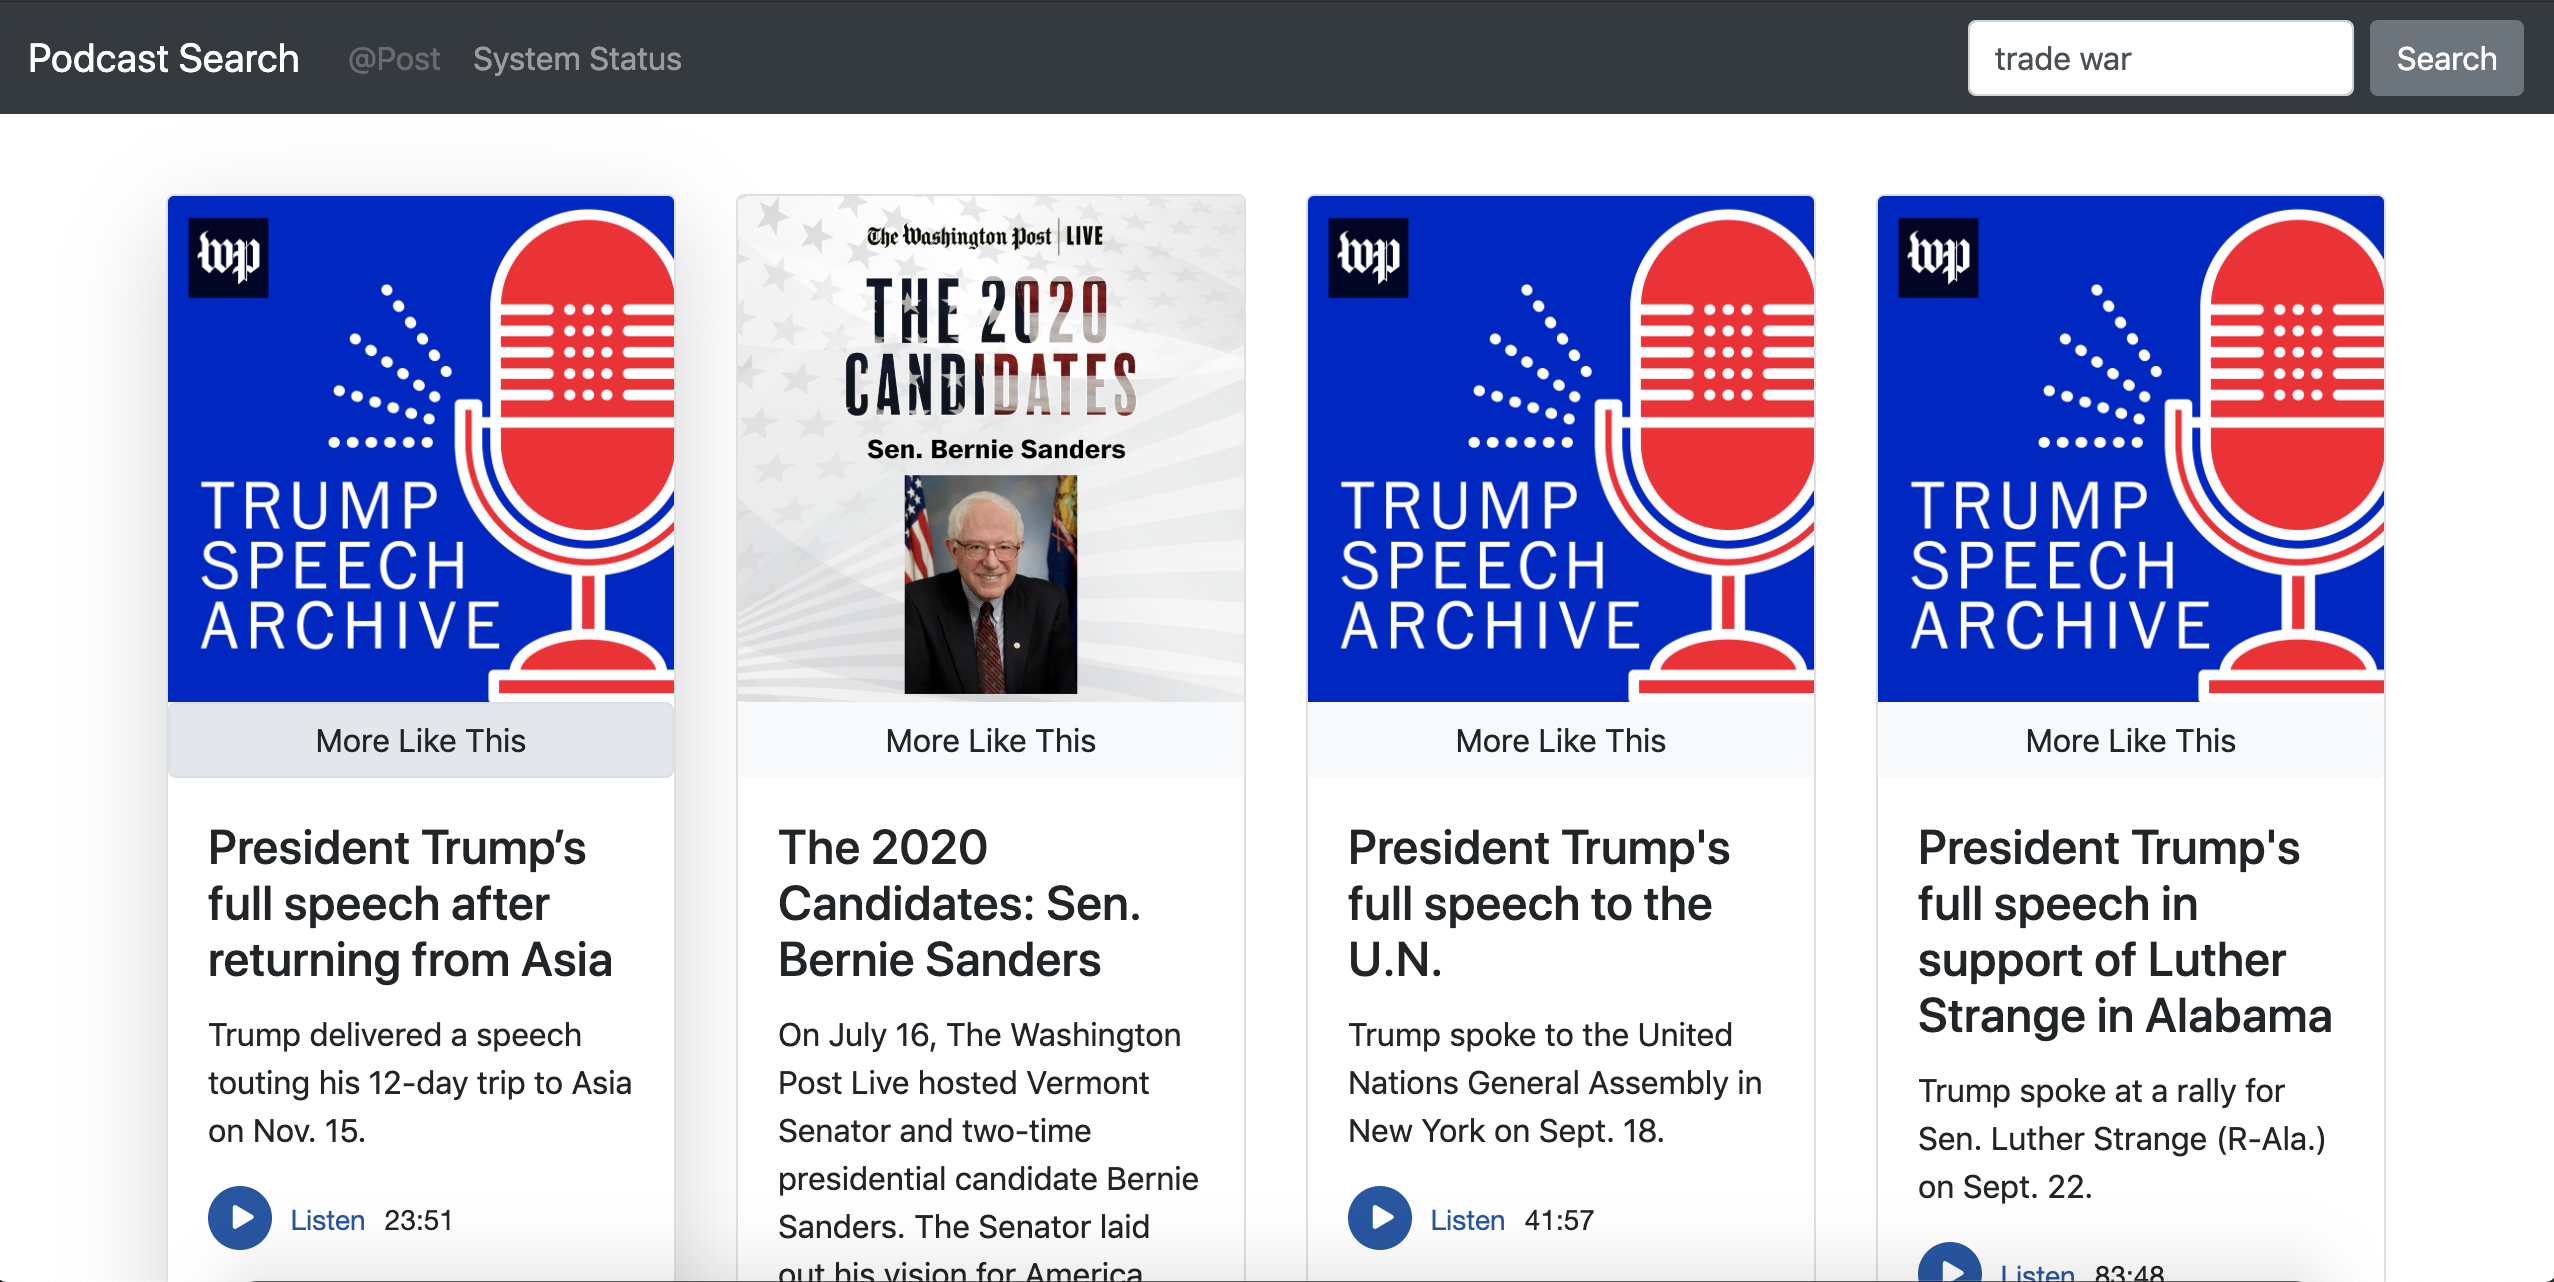 Podcast Search @Post System Status trade war Search
wp
TRUMP
SPEECH
ARCHIVE
More Like This
President Trump’s
full speech after
returning from Asia
Trump delivered a speech
touting his 12-day trip to Asia
on Nov. 15.
Listen 23:51
The Washington Post LIVE
THE 2020
CANDIDATES
Sen. Bernie Sanders
More Like This
The 2020
Candidates: Sen.
Bernie Sanders
On July 16, The Washington
Post Live hosted Vermont
Senator and two-time
presidential candidate Bernie
Sanders. The Senator laid
out his vision for America
wp
TRUMP
SPEECH
ARCHIVE
More Like This
President Trump's
full speech to the
U.N.
Trump spoke to the United
Nations General Assembly in
New York on Sept. 18.
Listen 41:57
wp
TRUMP
SPEECH
ARCHIVE
More Like This
President Trump's
full speech in
support of Luther
Strange in Alabama
Trump spoke at a rally for
Sen. Luther Strange (R-Ala.)
on Sept. 22.
Listen 83:48